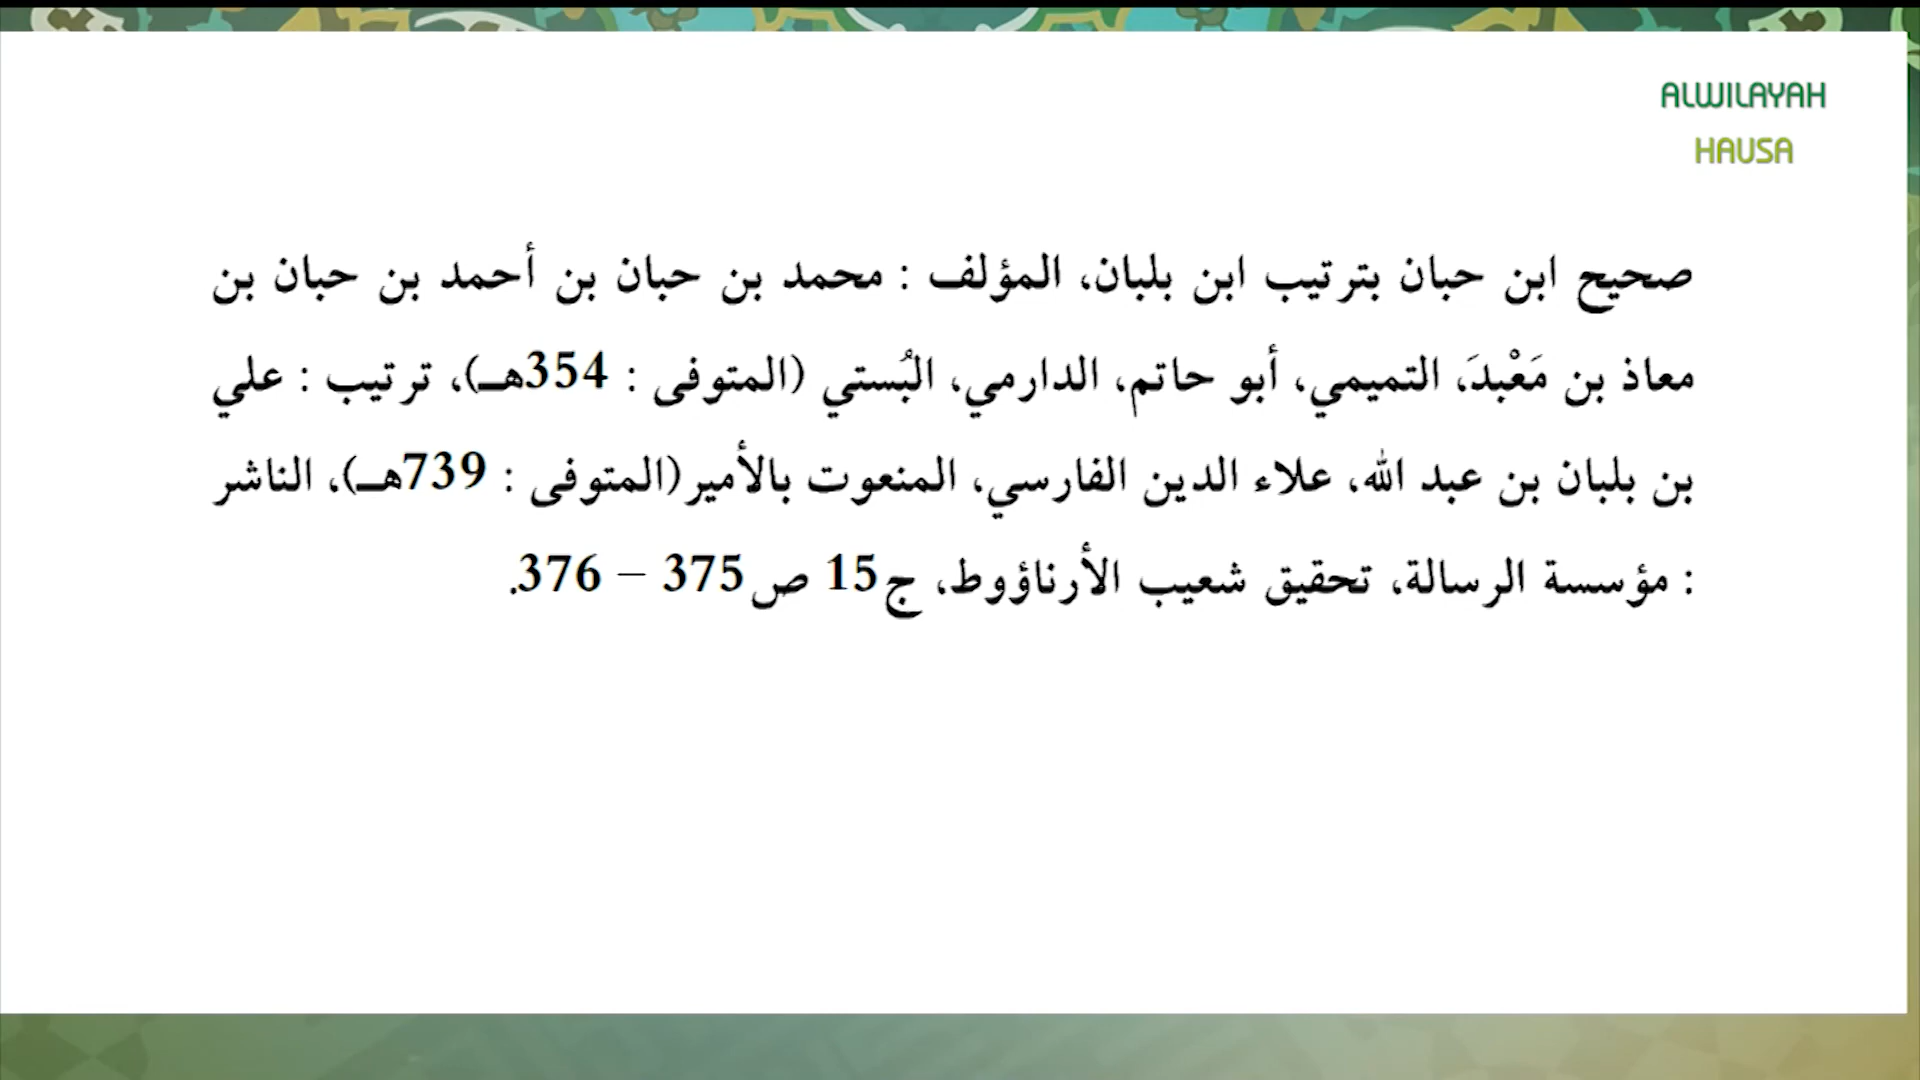 ALWILAYAH
HAUSA
صحيح ابن حبان بترتيب ابن بلبان، المؤلف : محمد بن حبان بن أحمد بن حبان بن
معاذ بن مَعْبدَ، التميمي، أبو حاتم، الدارمي، البُستي (المتوفى : 354هـ)، ترتيب : علي
بن بلبان بن عبد الله، علاء الدين الفارسي، المنعوت بالأمير(المتوفى : 739هـ)، الناشر
: مؤسسة الرسالة، تحقيق شعيب الأرناؤوط، ج15 ص375 – 376.